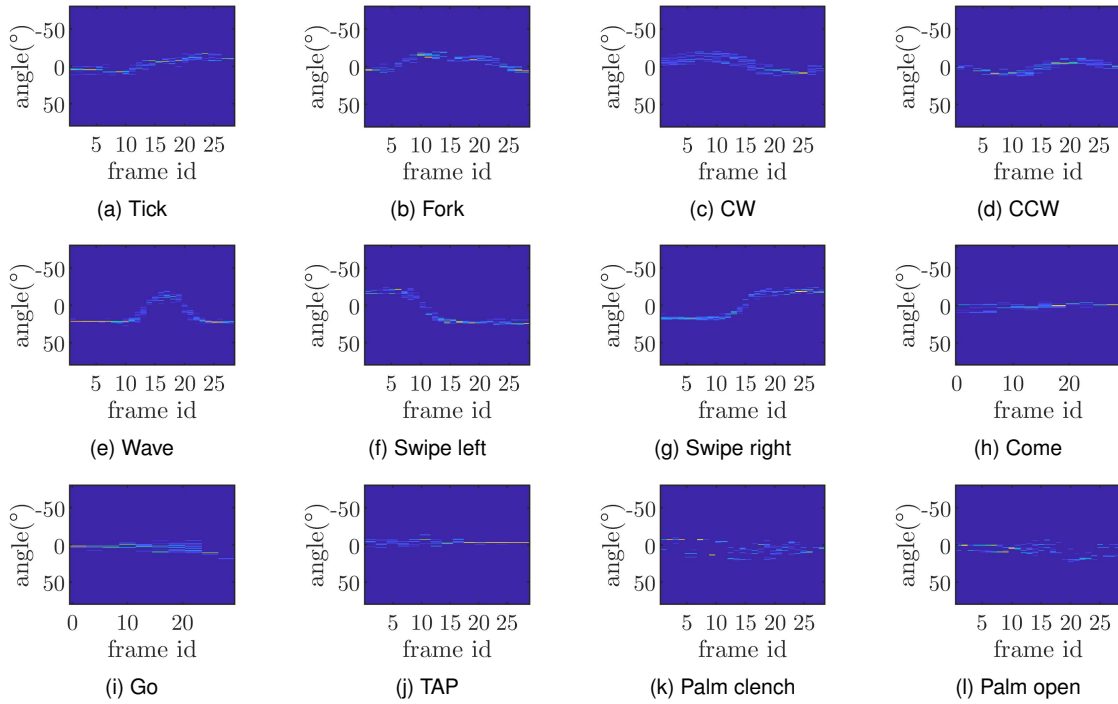 angle(°)
-50
0
50
5 10 15 20 25
frame id
(a) Tick
angle(°)
-50
0
50
5 10 15 20 25
frame id
(b) Fork
angle(°)
-50
0
50
5 10 15 20 25
frame id
(c) CW
angle(°)
-50
0
50
5 10 15 20 25
frame id
(d) CCW
angle(°)
-50
0
50
5 10 15 20 25
frame id
(e) Wave
angle(°)
-50
0
50
5 10 15 20 25
frame id
(f) Swipe left
angle(°)
-50
0
50
5 10 15 20 25
frame id
(g) Swipe right
angle(°)
-50
0
50
0 10 20
frame id
(h) Come
angle(°)
-50
0
50
0 10 20
frame id
(i) Go
angle(°)
-50
0
50
5 10 15 20 25
frame id
(j) TAP
angle(°)
-50
0
50
5 10 15 20 25
frame id
(k) Palm clench
angle(°)
-50
0
50
5 10 15 20 25
frame id
(l) Palm open